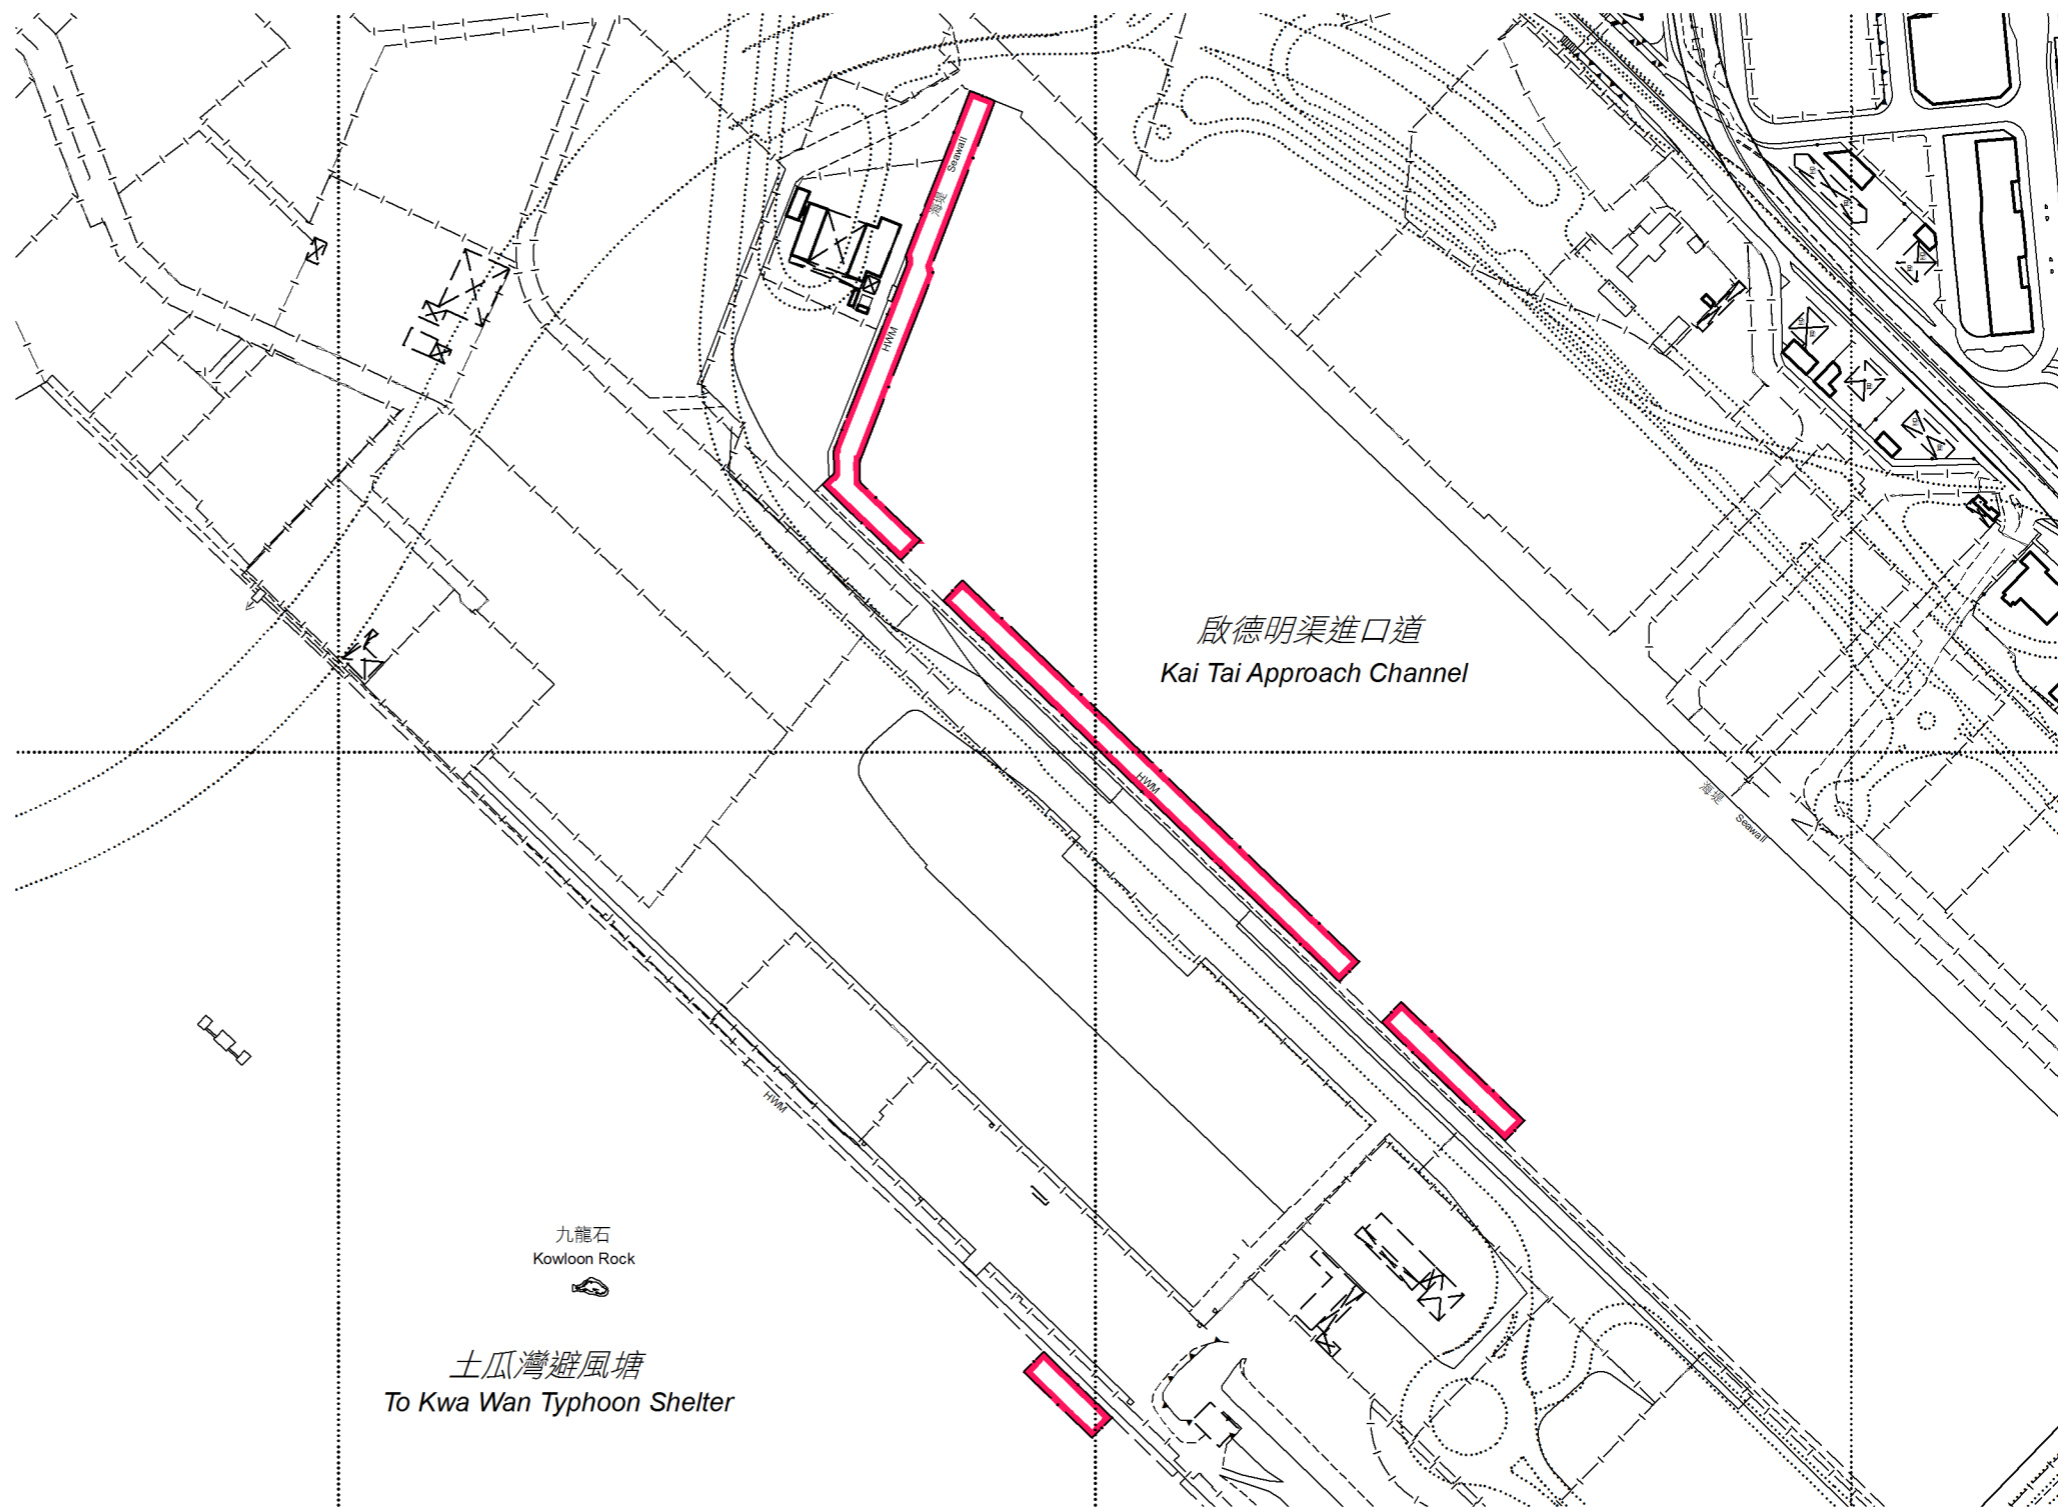 Seawall
海堤
HWM
啟德明渠進口道
Kai Tai Approach Channel
HWM
海堤
Seawall
HWM
九龍石
Kowloon Rock
土瓜灣避風塘
To Kwa Wan Typhoon Shelter